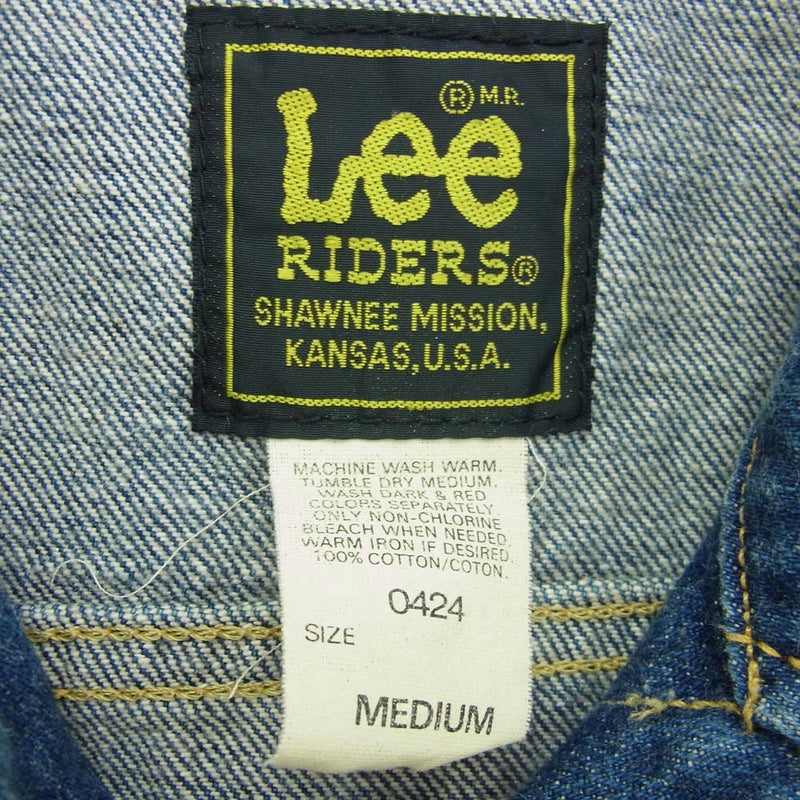 ® M.R.
Lee
RIDERS®
SHAWNEE MISSION,
KANSAS, U.S.A.
MACHINE WASH WARM.
TUMBLE DRY MEDIUM.
WASH DARK & RED
COLORS SEPARATELY
ONLY NON-CHLORINE
BLEACH WHEN NEEDED
WARM IRON IF DESIRED.
100% COTTON/COTON.
0424
SIZE
MEDIUM